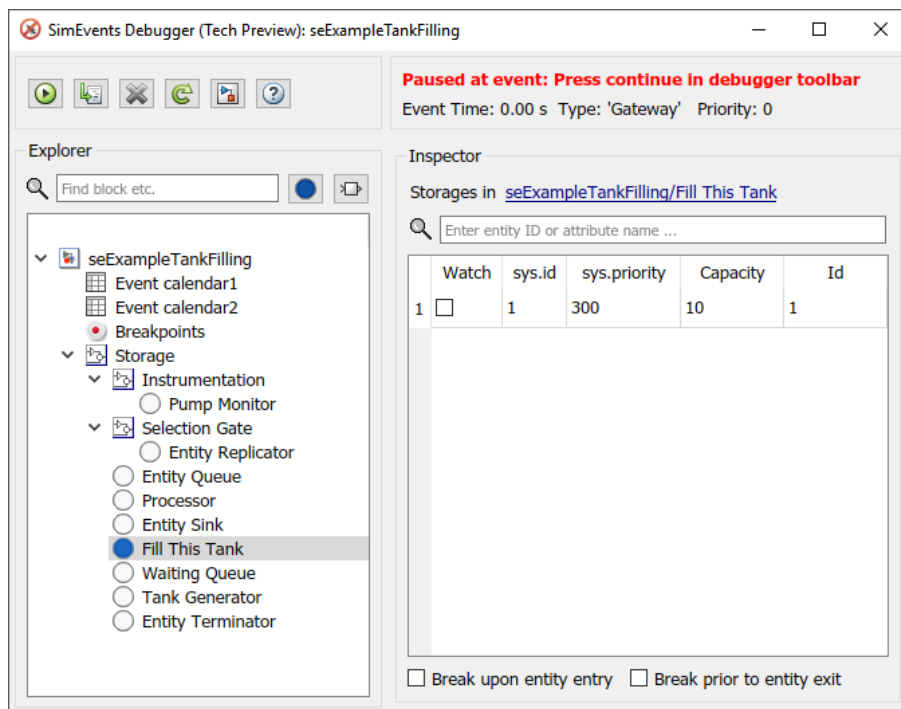 SimEvents Debugger (Tech Preview): seExampleTankFilling
Paused at event: Press continue in debugger toolbar
Event Time: 0.00 s Type: 'Gateway' Priority: 0
Explorer
Find block etc.
seExampleTankFilling
Event calendar1
Event calendar2
Breakpoints
Storage
Instrumentation
Pump Monitor
Selection Gate
Entity Replicator
Entity Queue
Processor
Entity Sink
Fill This Tank
Waiting Queue
Tank Generator
Entity Terminator
Inspector
Storages in seExampleTankFilling/Fill This Tank
Enter entity ID or attribute name ...
Watch sys.id sys.priority Capacity Id
1 1 300 10 1
Break upon entity entry Break prior to entity exit